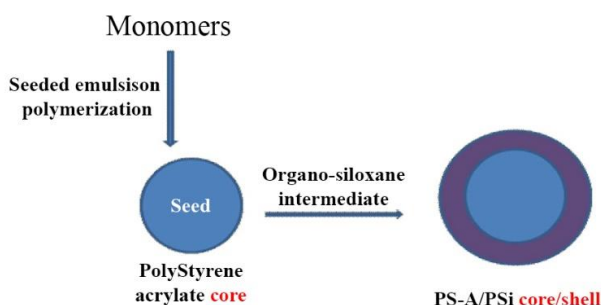 Monomers
Seeded emulsison
polymerization
Seed
Organo-siloxane
intermediate
PolyStyrene
acrylate core
PS-A/PSi core/shell